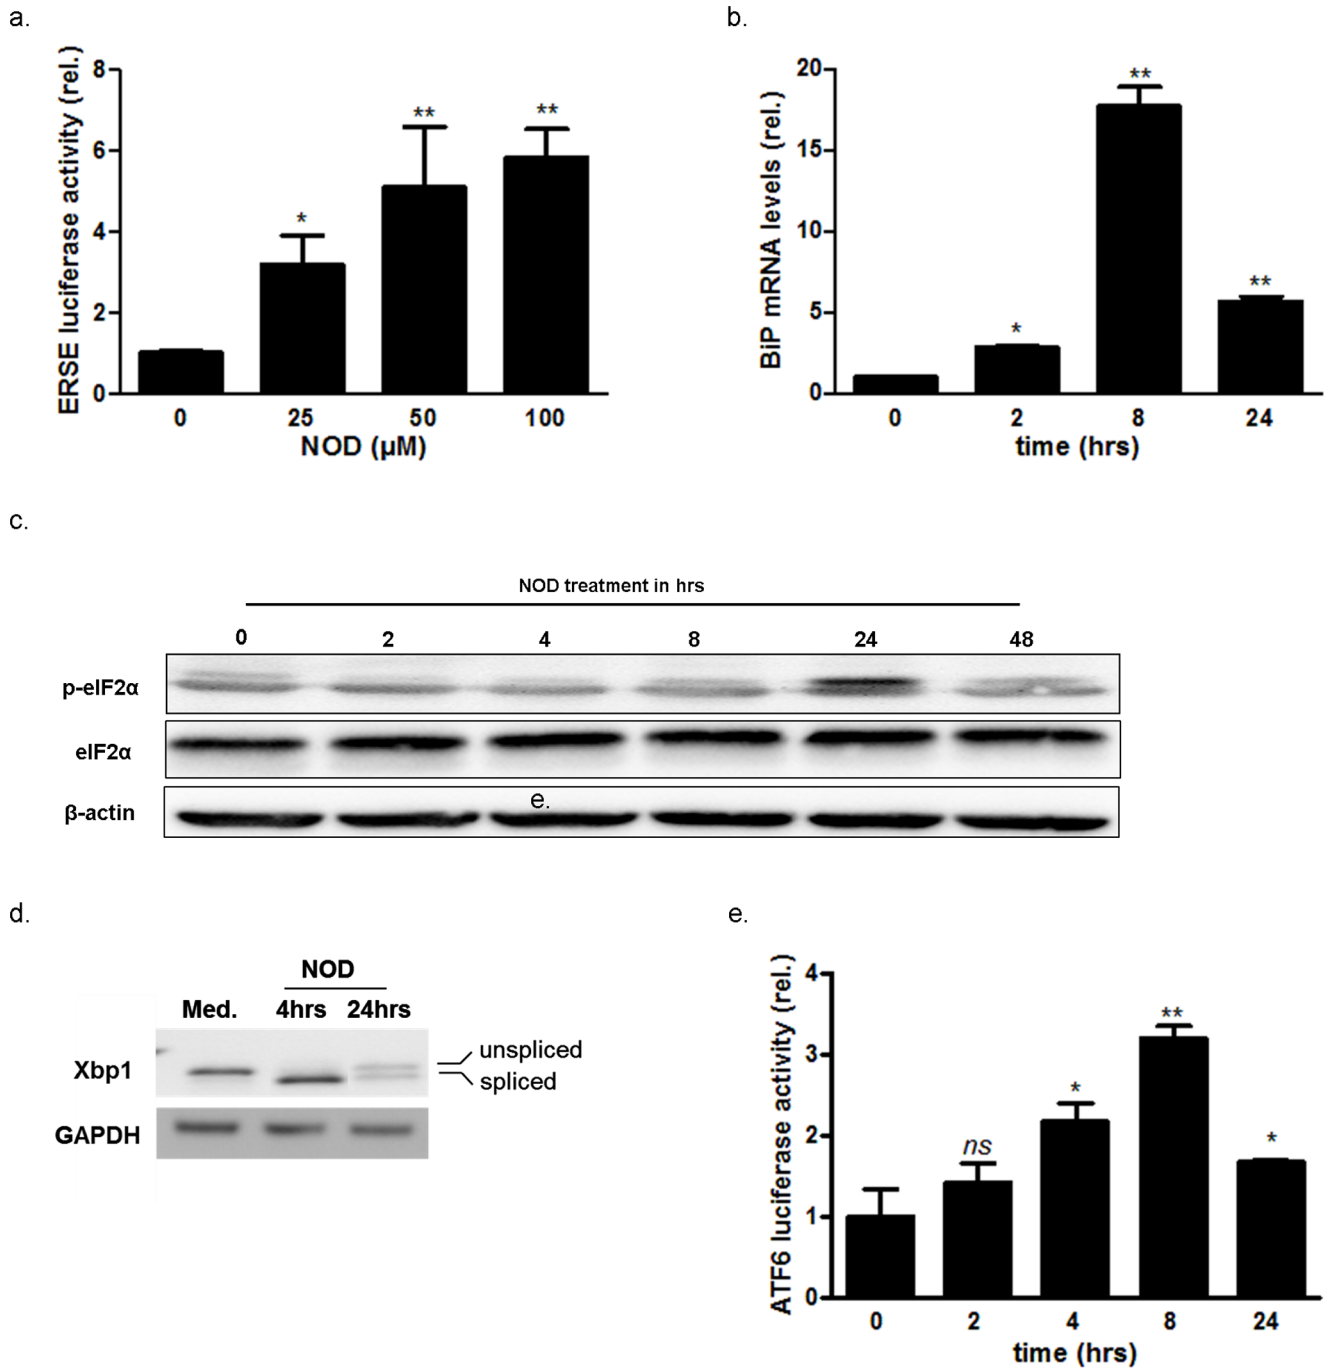 a.
8
6
4
2
0
ERSE luciferase activity (rel.)
*
**
**
0 25 50 100
NOD (µM)
b.
20
15
10
5
0
BiP mRNA levels (rel.)
*
**
**
0 2 8 24
time (hrs)
c.
NOD treatment in hrs
0 2 4 8 24 48
p-eIF2α
eIF2α
β-actin
e.
d.
NOD
Med. 4hrs 24hrs
Xbp1
unspliced
spliced
GAPDH
e.
4
3
2
1
0
ATF6 luciferase activity (rel.)
ns
*
**
*
0 2 4 8 24
time (hrs)